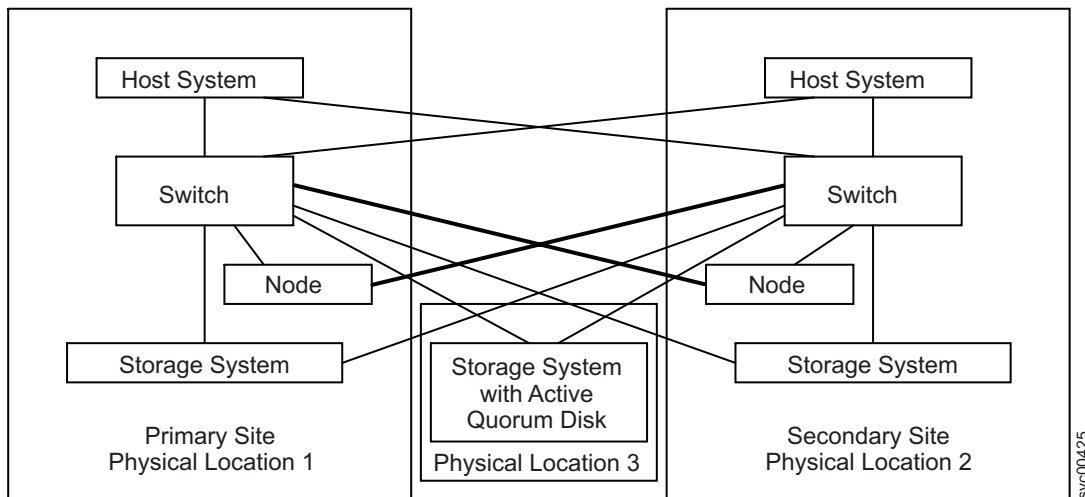 Host System
Host System
Switch
Switch
Node
Node
Storage System
Storage System
with Active
Quorum Disk
Storage System
Primary Site
Physical Location 1
Physical Location 3
Secondary Site
Physical Location 2
svc00425